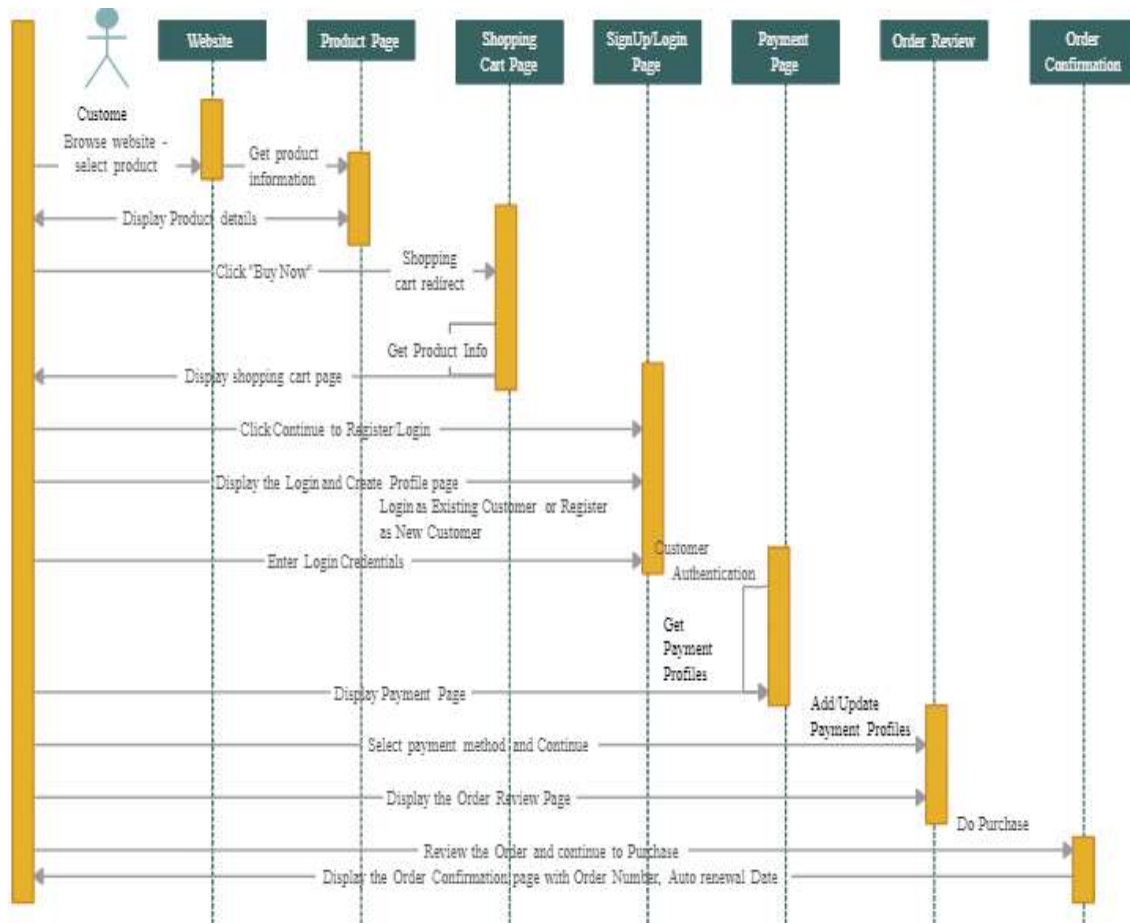 Website
Product Page
Shopping
Cart Page
SignUp/Login
Page
Payment
Page
Order Review
Order
Confirmation
Custome
Browse website -
select product
Get product
information
Display Product details
Click "Buy Now"
Shopping
cart redirect
Get Product Info
Display shopping cart page
Click Continue to Register/Login
Display the Login and Create Profile page
Login as Existing Customer or Register
as New Customer
Enter Login Credentials
Customer
Authentication
Get
Payment
Profiles
Display Payment Page
Add/Update
Payment Profiles
Select payment method and Continue
Display the Order Review Page
Do Purchase
Review the Order and continue to Purchase
Display the Order Confirmation page with Order Number, Auto renewal Date